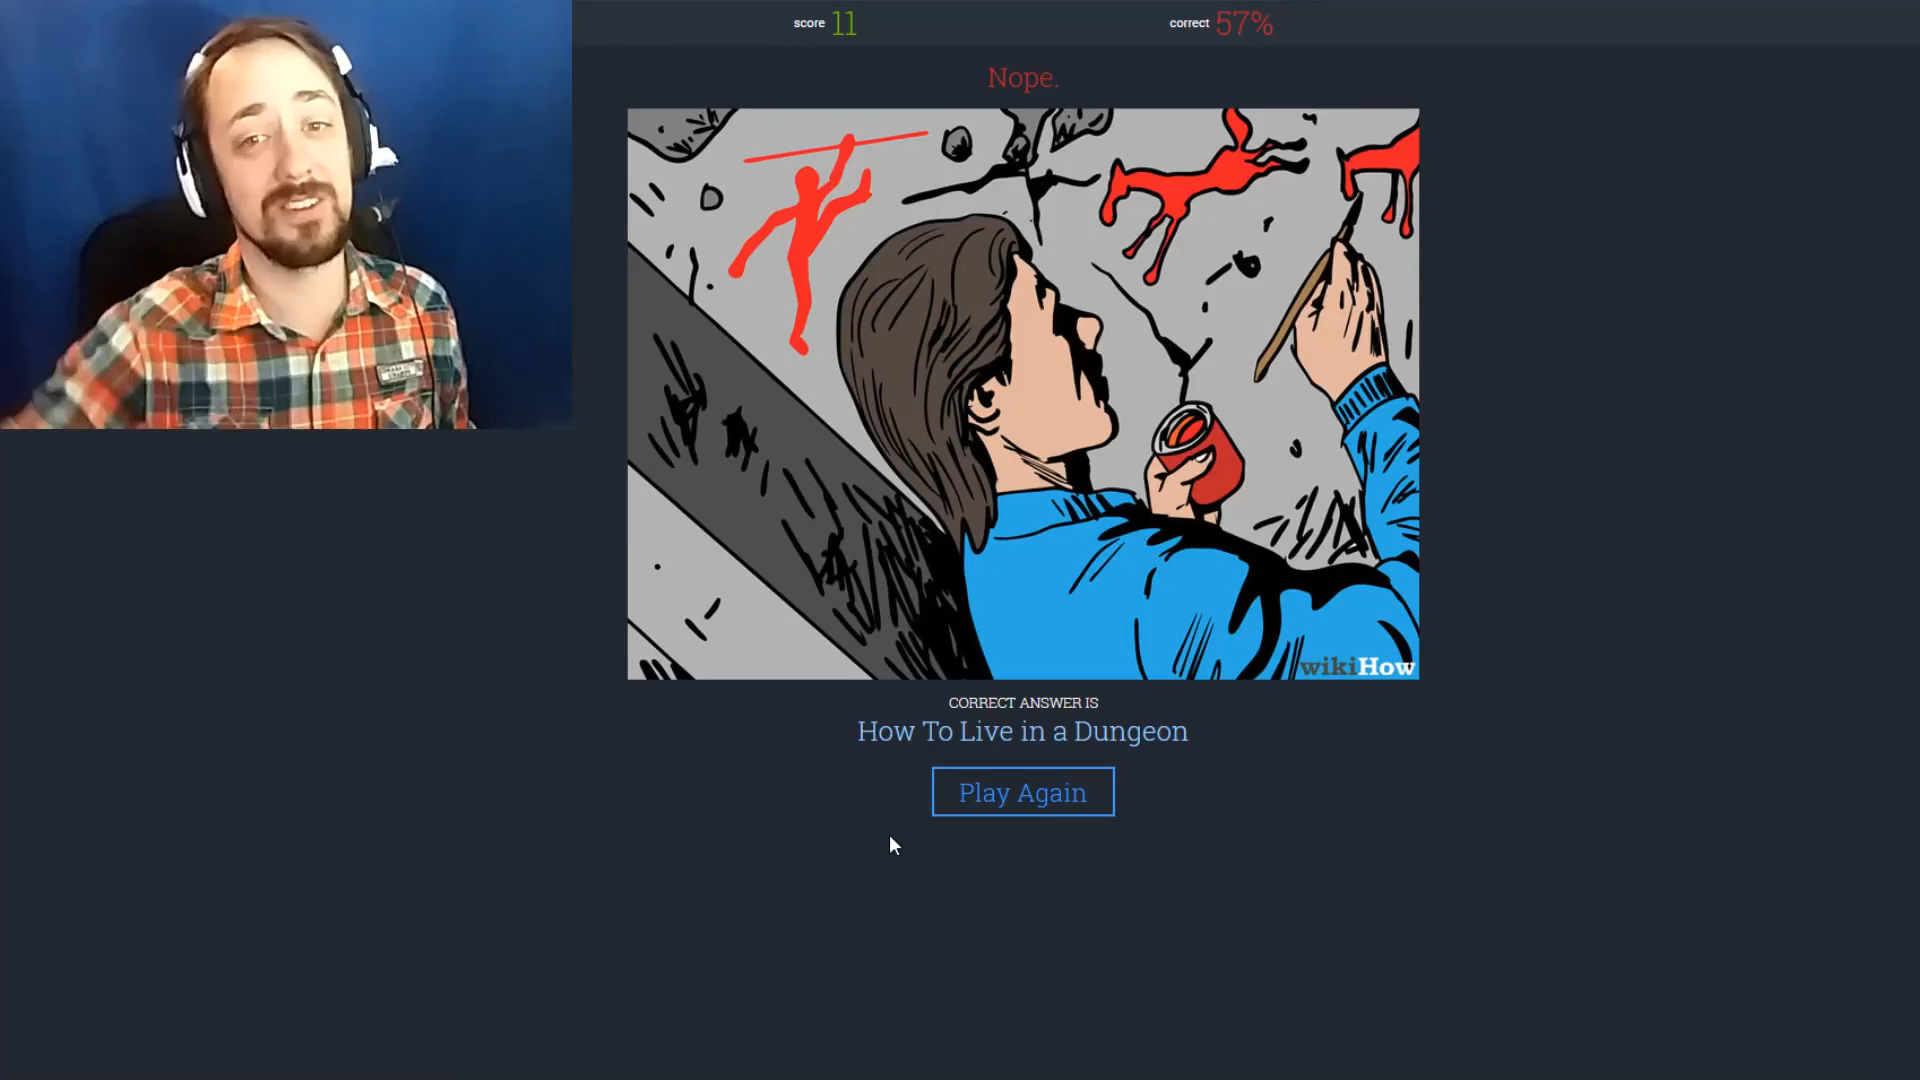 score 11
correct 57%
Nope.
wikiHow
CORRECT ANSWER IS
How To Live in a Dungeon
Play Again